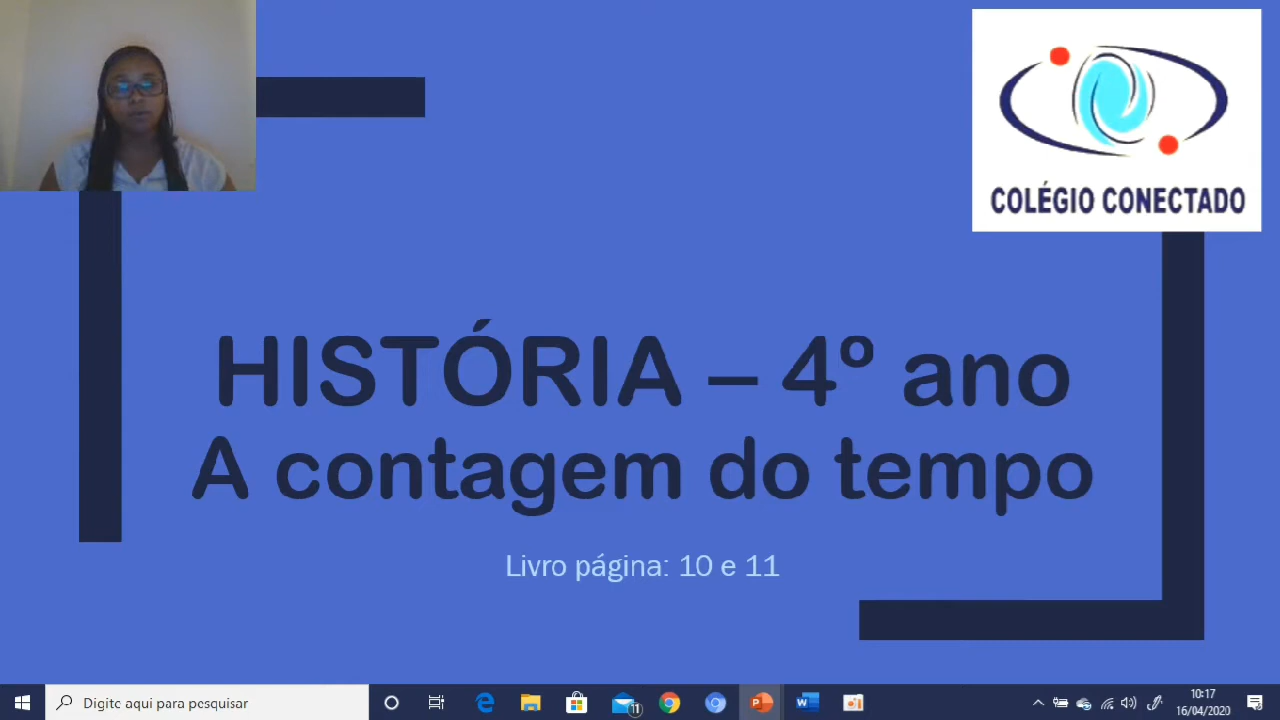 COLÉGIO CONECTADO
HISTÓRIA – 4º ano
A contagem do tempo
Livro página: 10 e 11
Digite aqui para pesquisar
11
10:17
16/04/2020